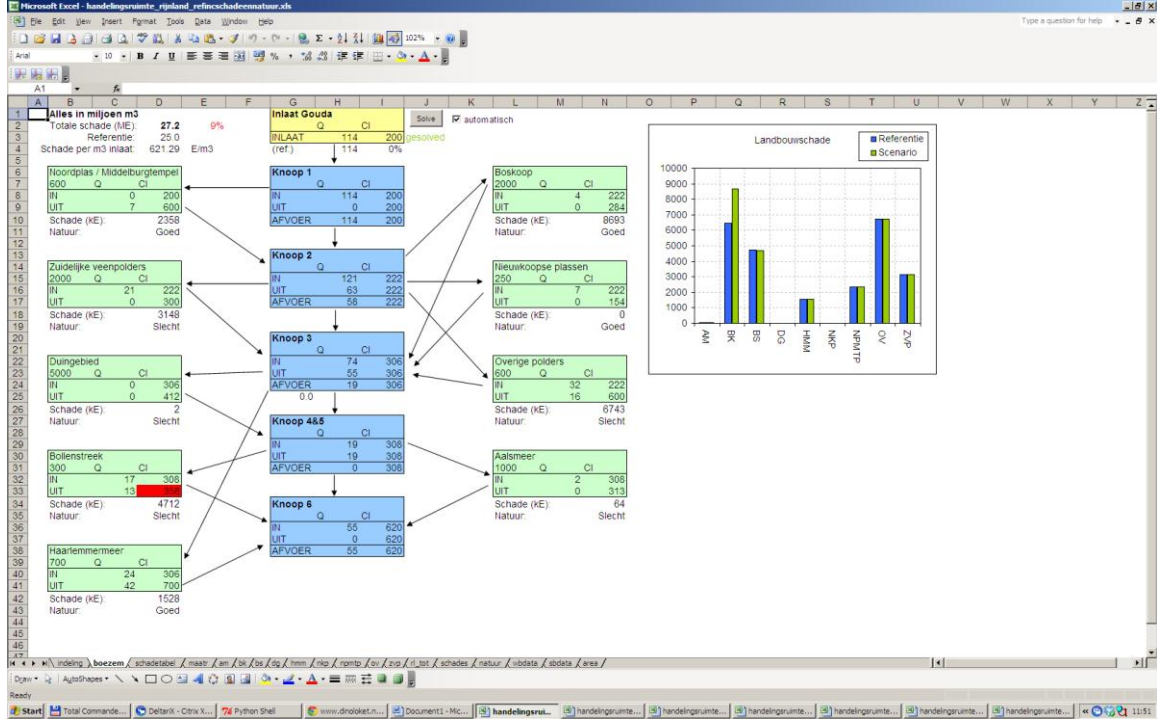 Microsoft Excel - handelingsruimte_rijnland_refincschadeennatuur.xls
File Edit View Insert Format Tools Data Window Help
Type a question for help
102%
Arial 10 B I U
A1 fx
A B C D E F G H I J K L M N O P Q R S T U V W X Y Z
Alles in miljoen m3
Totale schade (ME): 27.2 9%
Referentie: 25.0
Schade per m3 inlaat: 621.29 E/m3
Inlaat Gouda
Q Cl
INLAAT 114 200 gesolved
(ref.) 114 0%
Solve automatisch
Noordplas / Middelburgtempel
600 Q Cl
IN 0 200
UIT 7 600
Schade (kE): 2358
Natuur: Goed
Knoop 1
Q Cl
IN 114 200
UIT 0 200
AFVOER 114 200
Boskoop
2000 Q Cl
IN 4 222
UIT 0 284
Schade (kE): 8693
Natuur: Goed
Zuidelijke veenpolders
2000 Q Cl
IN 21 222
UIT 0 300
Schade (kE): 3148
Natuur: Slecht
Knoop 2
Q Cl
IN 121 222
UIT 63 222
AFVOER 58 222
Nieuwkoopse plassen
250 Q Cl
IN 7 222
UIT 0 154
Schade (kE): 0
Natuur: Goed
Duingebied
5000 Q Cl
IN 0 306
UIT 0 412
Schade (kE): 2
Natuur: Slecht
Knoop 3
Q Cl
IN 74 306
UIT 55 306
AFVOER 19 306
0.0
Overige polders
600 Q Cl
IN 32 222
UIT 16 600
Schade (kE): 6743
Natuur: Slecht
Bollenstreek
300 Q Cl
IN 17 308
UIT 13
Schade (kE): 4712
Natuur: Slecht
Knoop 4&5
Q Cl
IN 19 308
UIT 19 308
AFVOER 0 308
Aalsmeer
1000 Q Cl
IN 2 308
UIT 0 313
Schade (kE): 64
Natuur: Slecht
Knoop 6
Q Cl
IN 55 620
UIT 0 620
AFVOER 55 620
Haarlemmermeer
700 Q Cl
IN 24 306
UIT 42 700
Schade (kE): 1528
Natuur: Goed
Landbouwschade
Referentie
Scenario
10000
9000
8000
7000
6000
5000
4000
3000
2000
1000
0
AM BK BS DG HMM NKP NPMTP OV ZVP
indeling boezem schadetabel maatr am bk bs dg hmm nkp npmtp ov zvp rl_tot schades natuur wbdata sbdata area
Draw AutoShapes
Ready
Start Total Commande... DeltariX - Citrix X... Python Shell www.dinoloket.n... Document1 - Mic... handelingsrui... handelingsruimte... handelingsruimte... handelingsruimte... handelingsruimte... handelingsruimte... 11:51